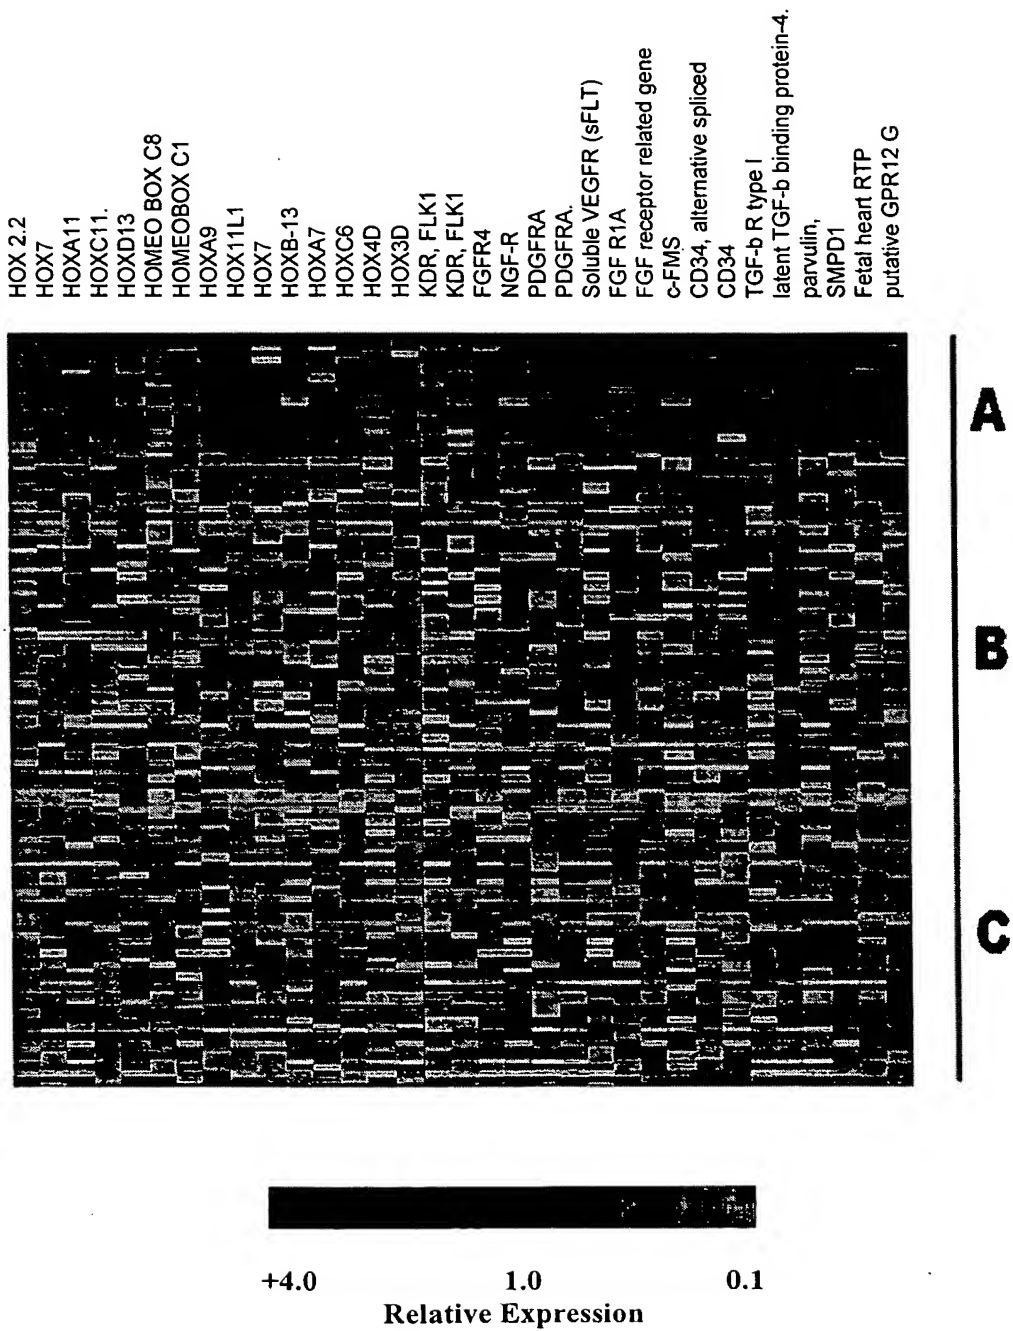 HOX 2.2
HOX7
HOXA11
HOXC11.
HOXD13
HOMEO BOX C8
HOMEOBOX C1
HOXA9
HOX11L1
HOX7
HOXB-13
HOXA7
HOXC6
HOX4D
HOX3D
KDR, FLK1
KDR, FLK1
FGFR4
NGF-R
PDGFRA
PDGFRA.
Soluble VEGFR (sFLT)
FGF R1A
FGF receptor related gene
c-FMS
CD34, alternative spliced
CD34
TGF-b R type I
latent TGF-b binding protein-4.
parvulin,
SMPD1
Fetal heart RTP
putative GPR12 G
A
B
C
+4.0 1.0 0.1
Relative Expression